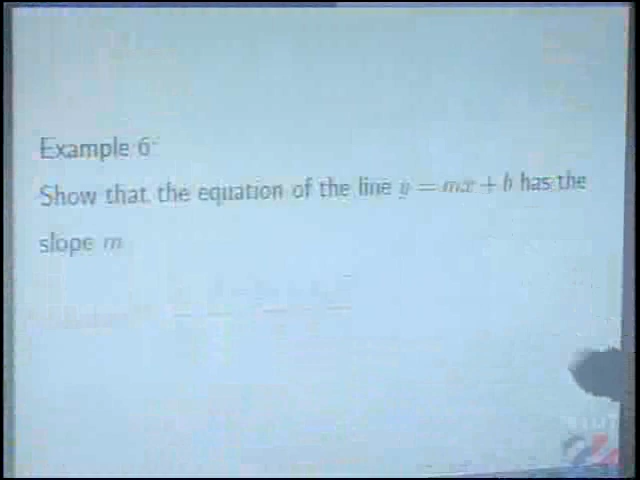 Example 6:
Show that the equation of the line y = mx + b has the
slope m